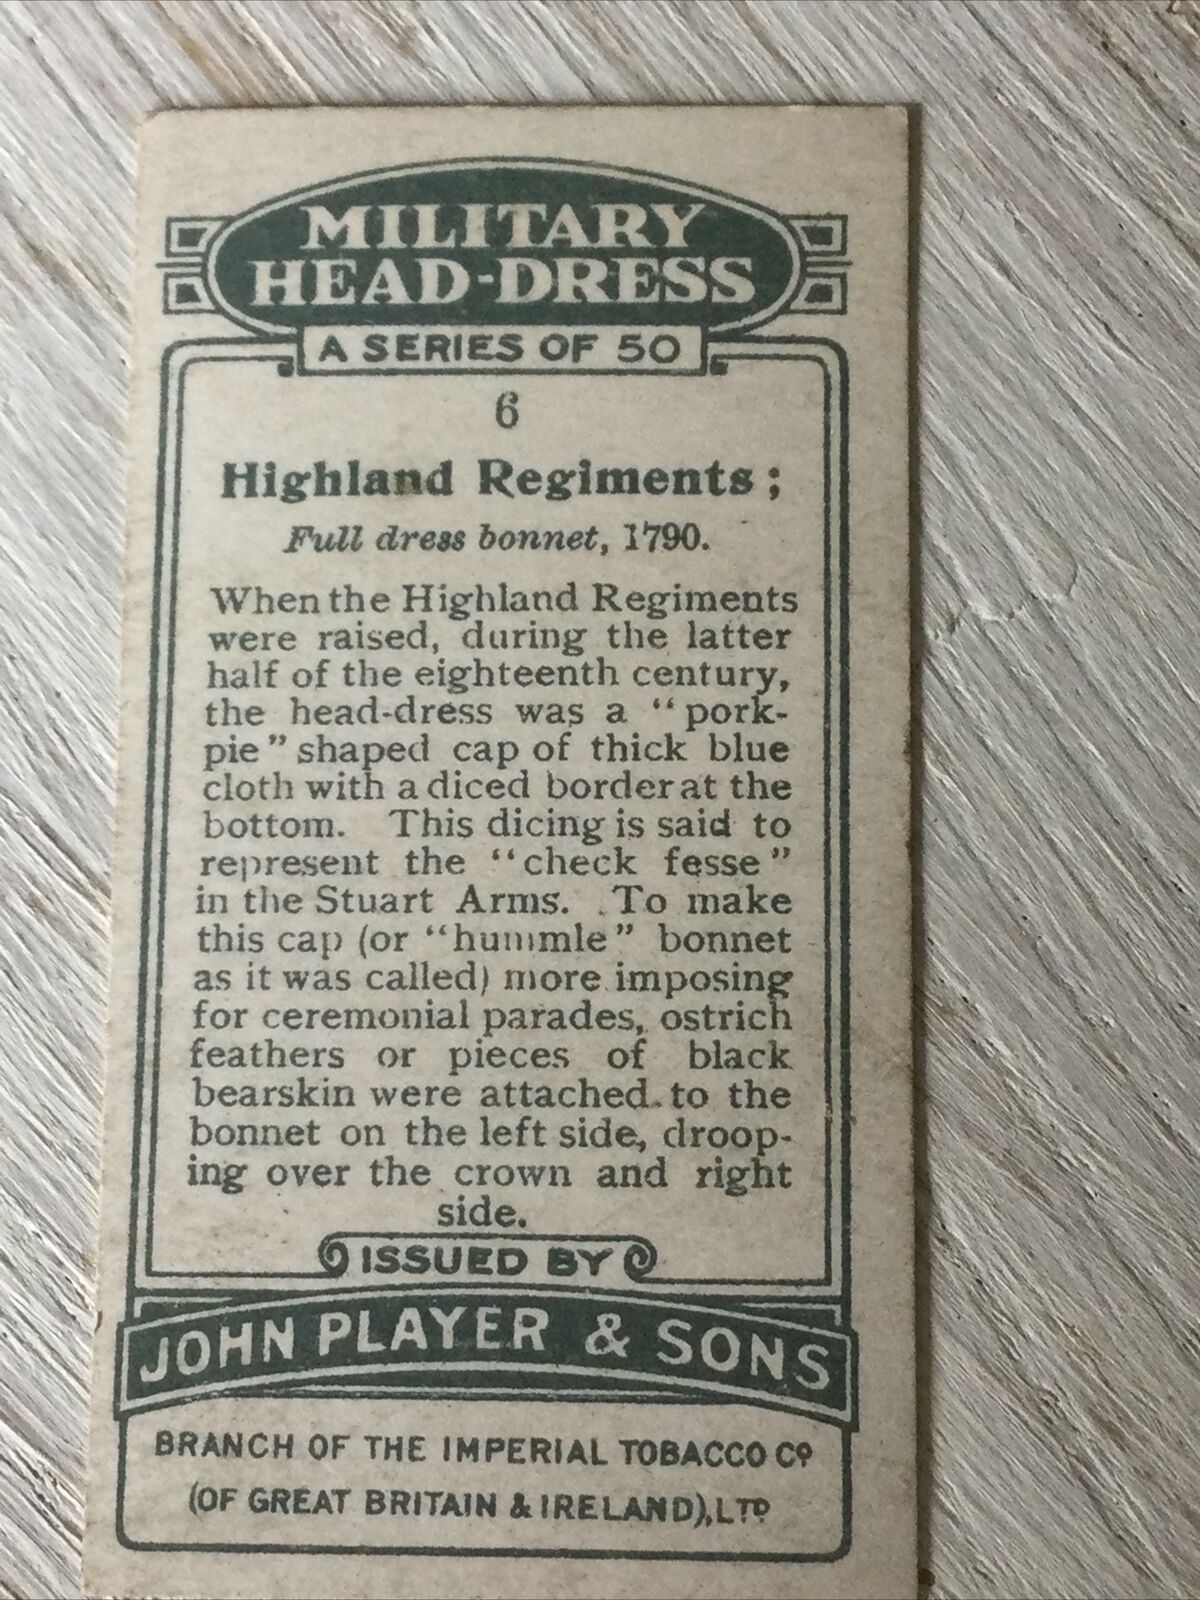 MILITARY
HEAD-DRESS
A SERIES OF 50
6
Highland Regiments;
Full dress bonnet, 1790.
When the Highland Regiments
were raised, during the latter
half of the eighteenth century,
the head-dress was a "pork-
pie" shaped cap of thick blue
cloth with a diced border at the
bottom. This dicing is said to
represent the "check fesse"
in the Stuart Arms. To make
this cap (or "hummle" bonnet
as it was called) more imposing
for ceremonial parades, ostrich
feathers or pieces of black
bearskin were attached to the
bonnet on the left side, droop-
ing over the crown and right
side.
ISSUED BY
JOHN PLAYER & SONS
BRANCH OF THE IMPERIAL TOBACCO Co
(OF GREAT BRITAIN & IRELAND), LTD